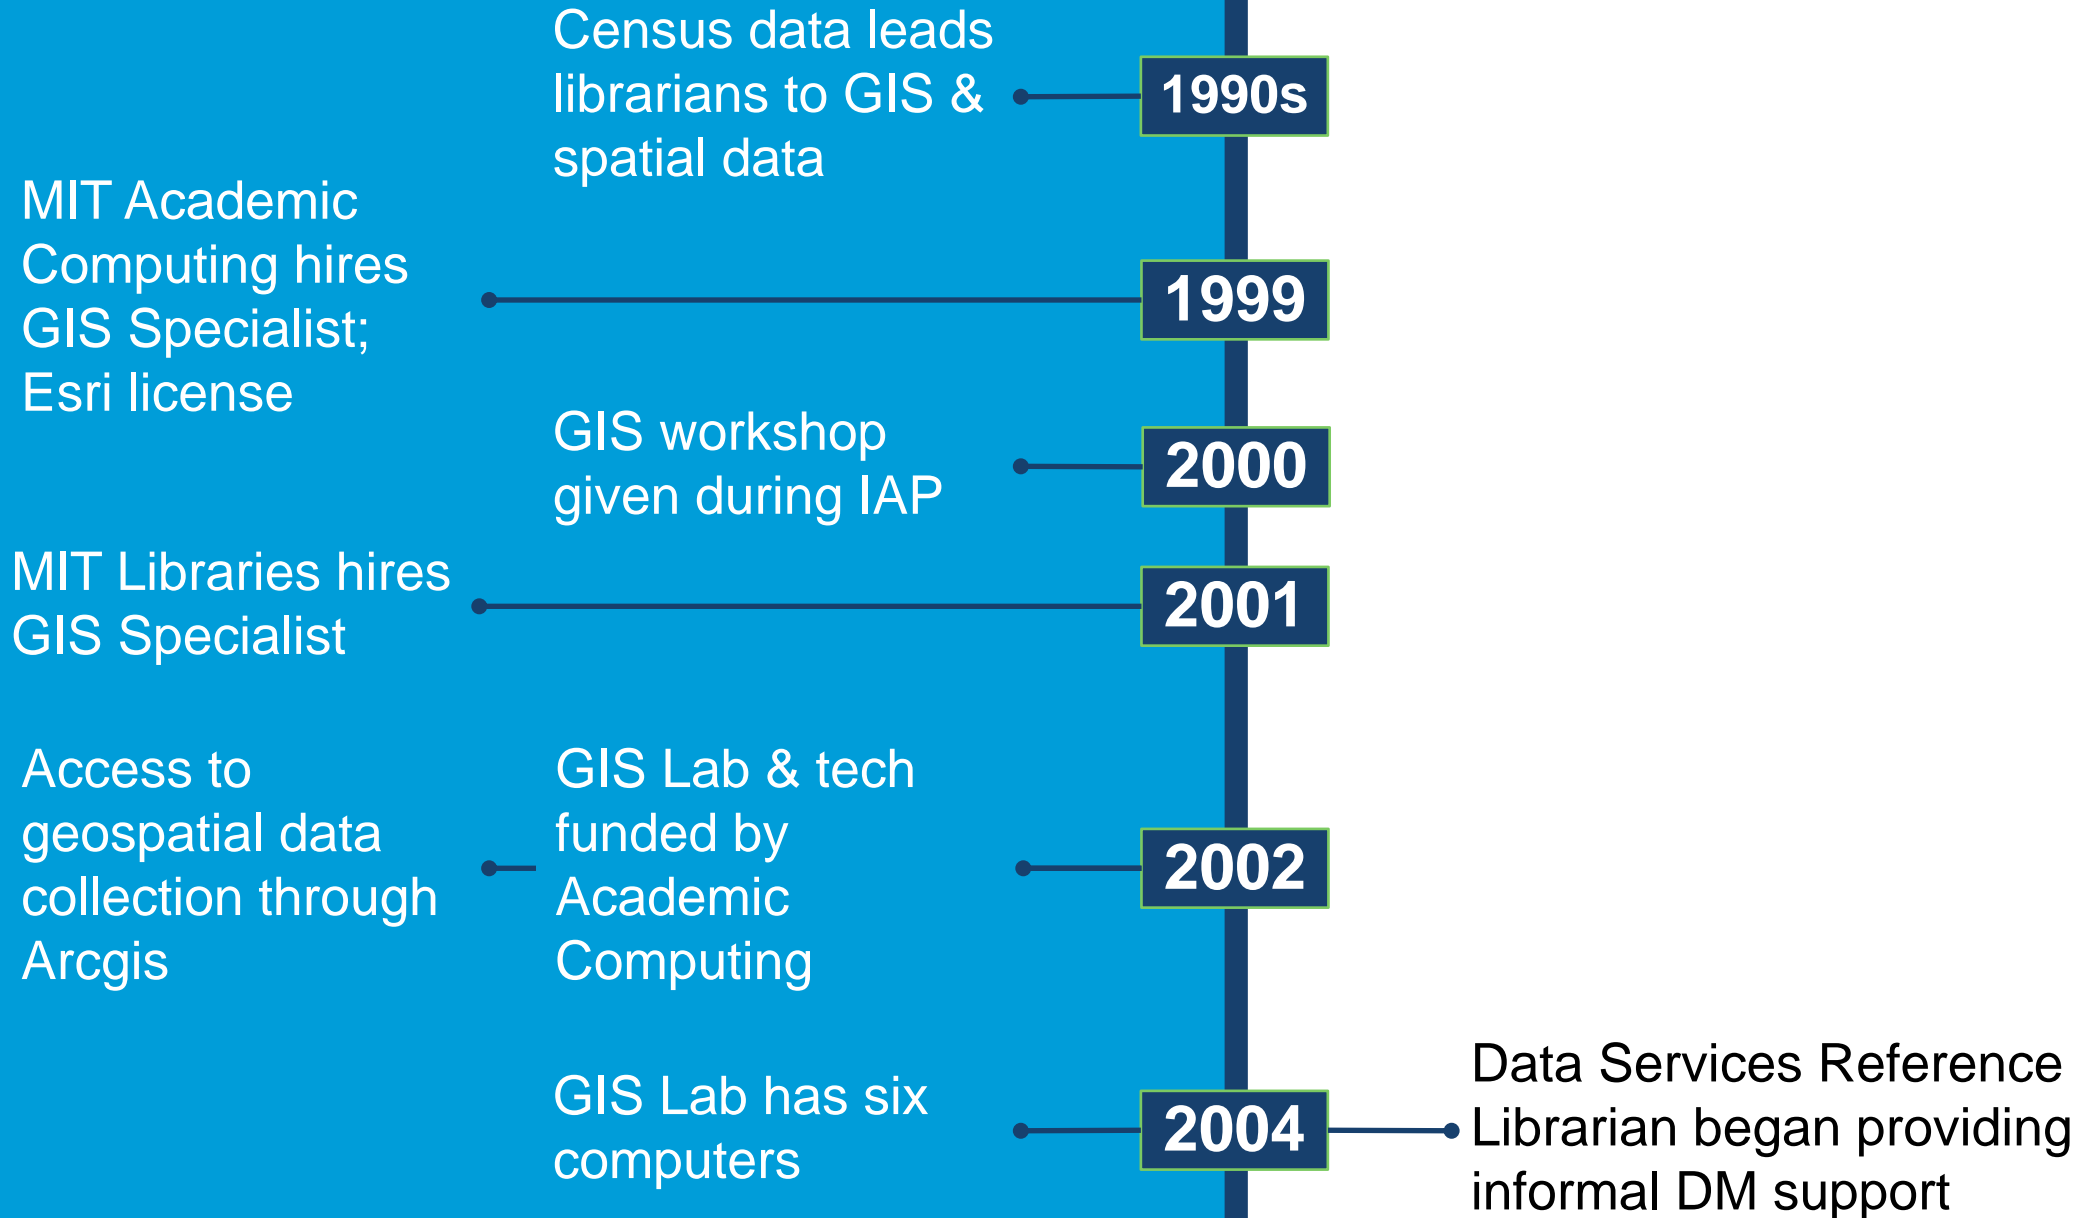 Census data leads
librarians to GIS &
spatial data
1990s
MIT Academic
Computing hires
GIS Specialist;
Esri license
1999
GIS workshop
given during IAP
2000
MIT Libraries hires
GIS Specialist
2001
Access to
geospatial data
collection through
Arcgis
GIS Lab & tech
funded by
Academic
Computing
2002
GIS Lab has six
computers
2004
Data Services Reference
Librarian began providing
informal DM support